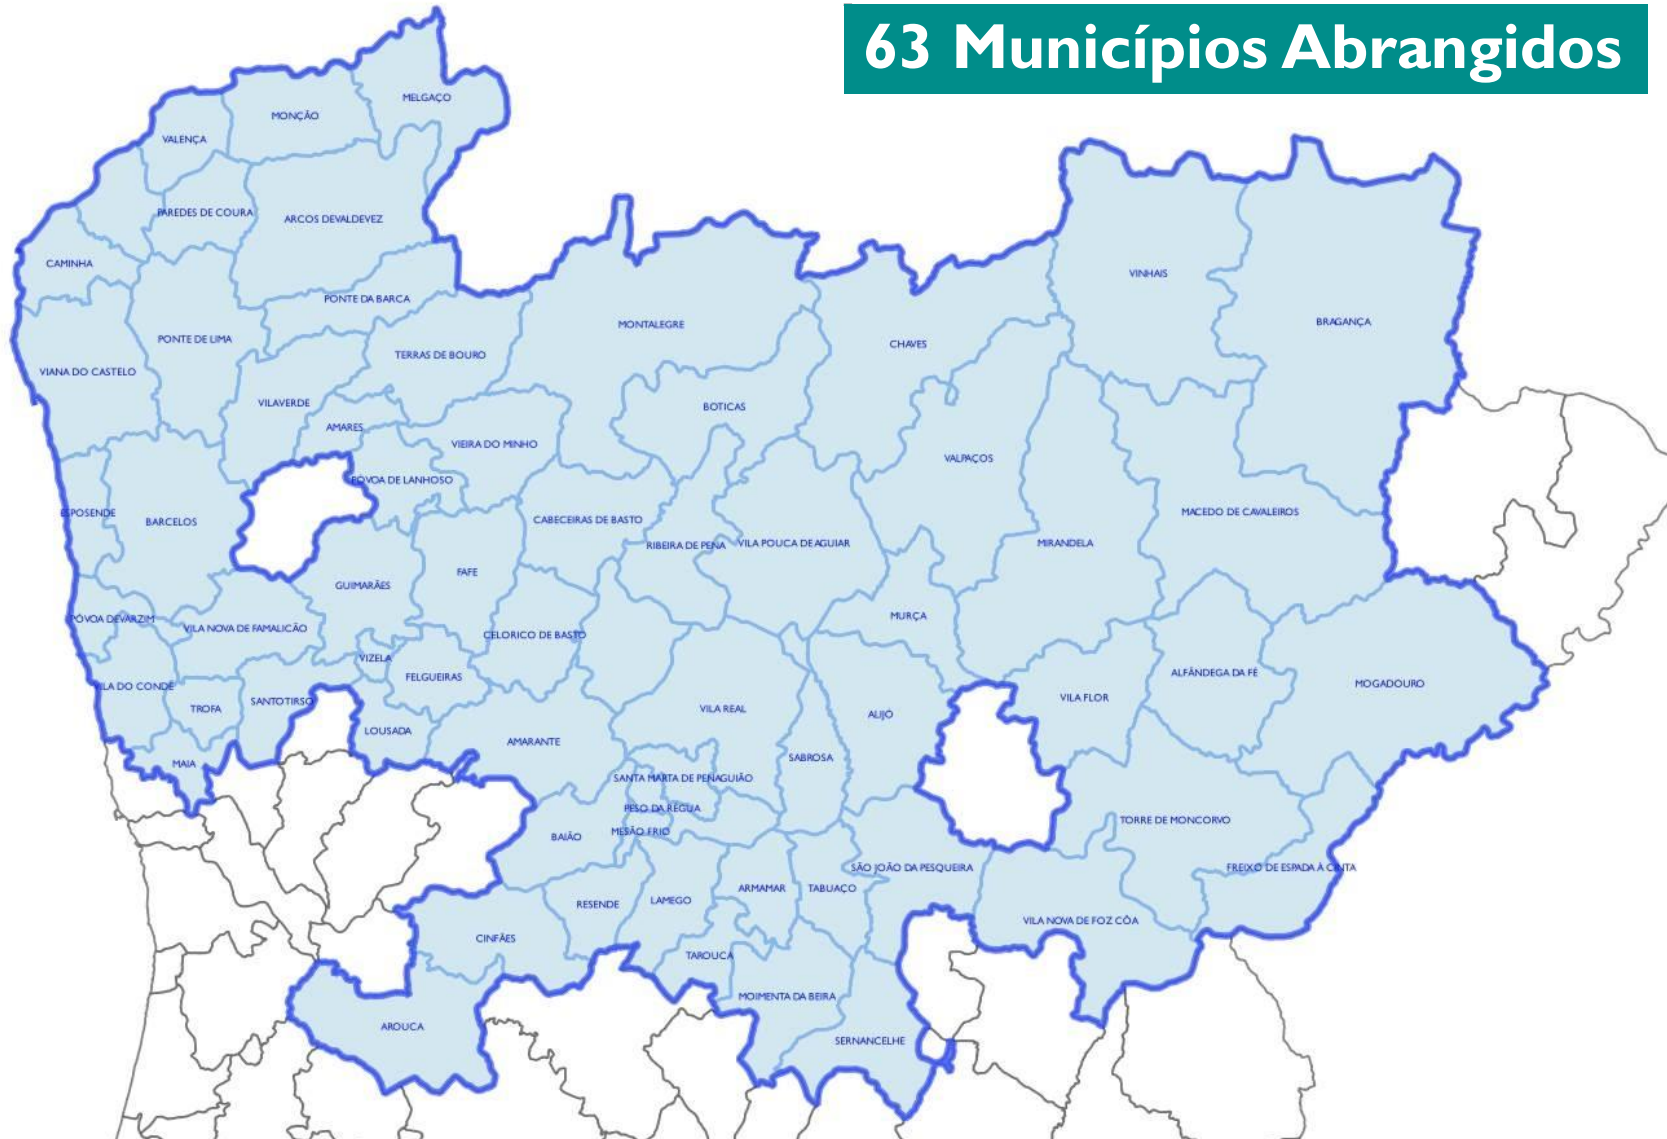 63 Municípios Abrangidos
MELGAÇO
MONÇÃO
VALENÇA
PAREDES DE COURA
ARCOS DEVALDEVEZ
CAMINHA
VINHAIS
PONTE DA BARCA
BRAGANÇA
MONTALEGRE
PONTE DE LIMA
CHAVES
TERRAS DE BOURO
VIANA DO CASTELO
VILAVERDE
BOTICAS
AMARES
VIEIRA DO MINHO
VALPAÇOS
PÓVOA DE LANHOSO
ESPOSENDE
BARCELOS
CABECEIRAS DE BASTO
MACEDO DE CAVALEIROS
RIBEIRA DE PENA
VILA POUCA DEAGUIAR
MIRANDELA
FAFE
GUIMARÃES
MURÇA
PÓVOA DEVARZIM
VILA NOVA DE FAMALICÃO
CELORICO DE BASTO
VIZELA
FELGUEIRAS
ALFÂNDEGA DA FÉ
MOGADOURO
VILA DO CONDE
SANTOTIRSO
VILA FLOR
TROFA
VILA REAL
ALIJÓ
LOUSADA
AMARANTE
SABROSA
MAIA
SANTA MARTA DE PENAGUIÃO
PESO DA RÉGUA
TORRE DE MONCORVO
MESÃO FRIO
BAIÃO
SÃO JOÃO DA PESQUEIRA
FREIXO DE ESPADA À CINTA
ARMAMAR
TABUAÇO
LAMEGO
RESENDE
VILA NOVA DE FOZ CÔA
CINFÃES
TAROUCA
MOIMENTA DA BEIRA
AROUCA
SERNANCELHE